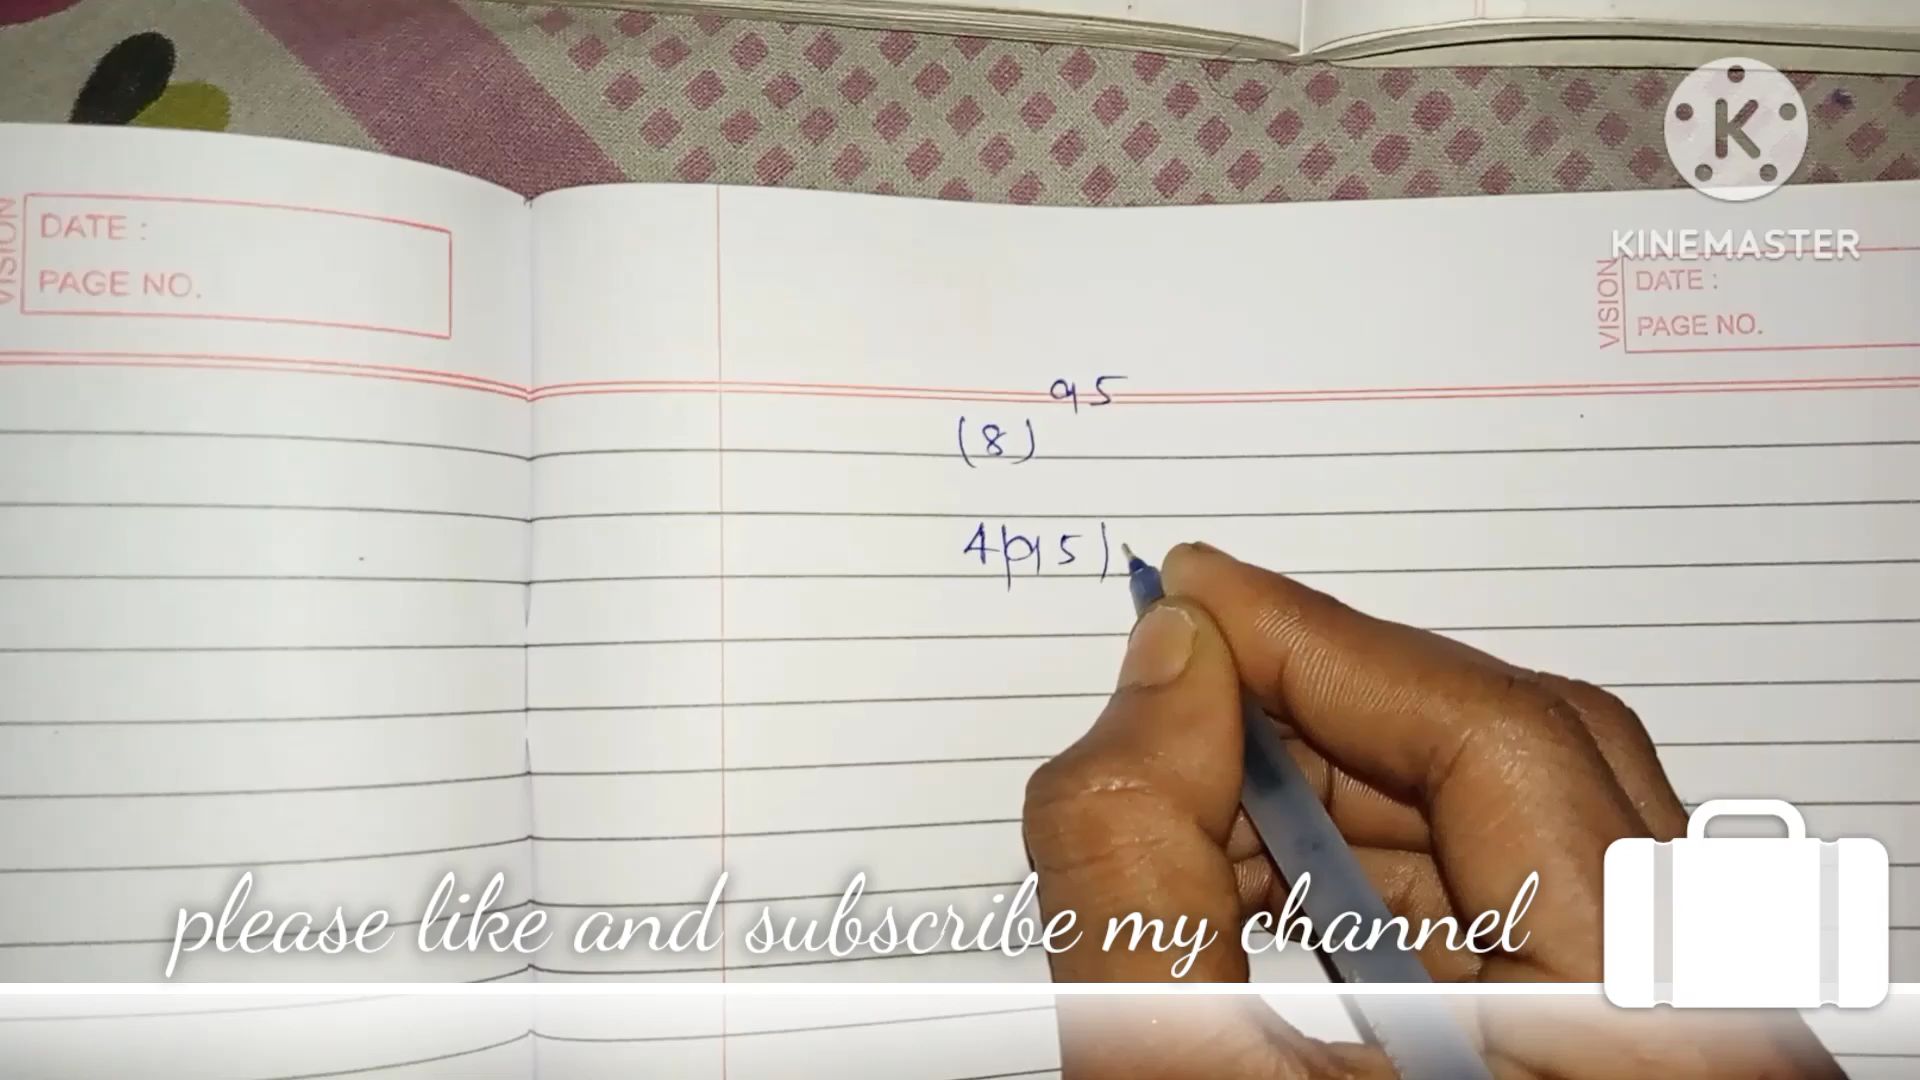 KINEMASTER
VISION
DATE :
PAGE NO.
VISION
DATE :
PAGE NO.
(8)^95
4)95)
please like and subscribe my channel